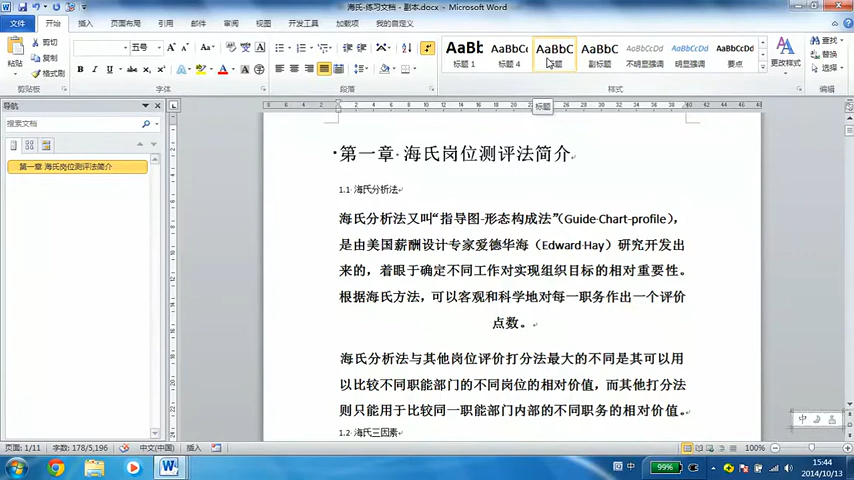 海氏-练习文档 - 副本.docx - Microsoft Word
文件 开始 插入 页面布局 引用 邮件 审阅 视图 开发工具 加载项 我的自定义
粘贴 剪切 复制 格式刷
五号
AaBb AaBbCc AaBbC AaBbC AaBbCcDd AaBbCcDd AaBbCcDd
标题 1 标题 4 标题 副标题 不明显强调 明显强调 要点
更改样式
查找 替换 选择
剪贴板 字体 段落 样式 编辑
标题
导航
搜索文档
第一章 海氏岗位测评法简介
第一章 海氏岗位测评法简介
1.1 海氏分析法
海氏分析法又叫“指导图-形态构成法”(Guide·Chart-profile)，
是由美国薪酬设计专家爱德华海（Edward·Hay）研究开发出
来的，着眼于确定不同工作对实现组织目标的相对重要性。
根据海氏方法，可以客观和科学地对每一职务作出一个评价
点数。
海氏分析法与其他岗位评价打分法最大的不同是其可以用
以比较不同职能部门的不同岗位的相对价值，而其他打分法
则只能用于比较同一职能部门内部的不同职务的相对价值。
1.2 海氏三因素
中
页面: 1/11 字数: 178/5,196 中文(中国) 插入 100%
99%
中
15:44
2014/10/13